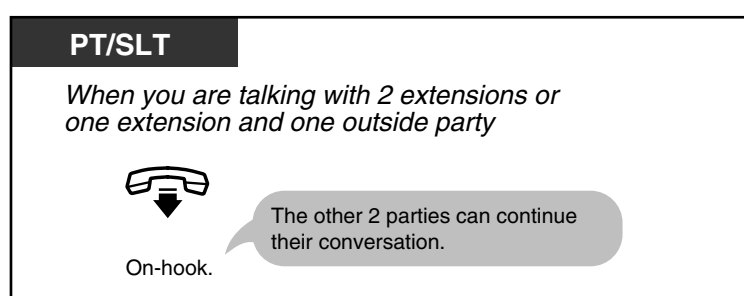 PT/SLT
When you are talking with 2 extensions or
one extension and one outside party
The other 2 parties can continue
their conversation.
On-hook.